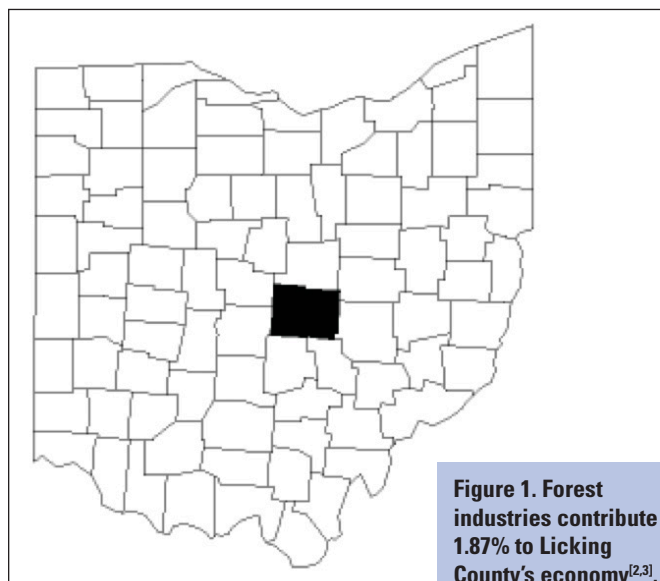 Figure 1. Forest
industries contribute
1.87% to Licking
County's economy[2,3]